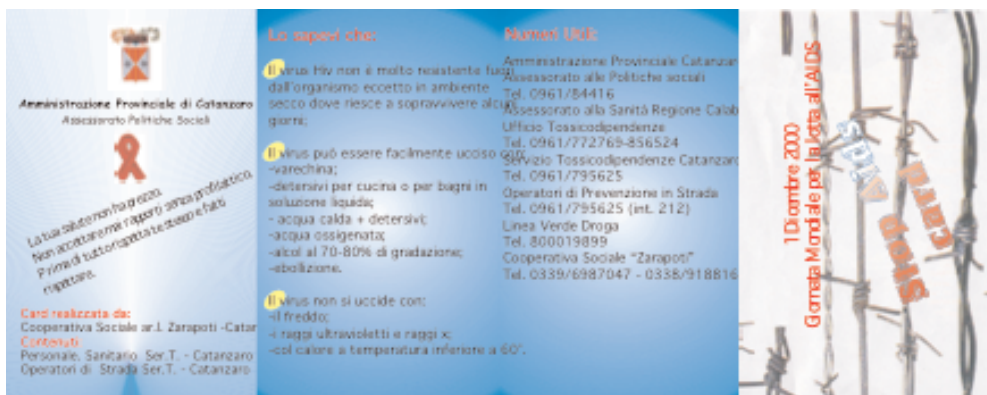 Amministrazione Provinciale di Catanzaro
Assessorato Politiche Sociali
La tua salute non ha prezzo.
Non accettare mai rapporti senza profilattico.
Prima di tutto rispetta te stesso e fatti
rispettare.
Card realizzata da:
Cooperativa Sociale ar.l. Zarapoti -Catan
Contenuti
Personale. Sanitario Ser.T. - Catanzaro
Operatori di Strada Ser.T. - Catanzaro
Lo sapevi che:
Il virus Hiv non è molto resistente fuori
dall'organismo eccetto in ambiente
secco dove riesce a sopravvivere alcuni
giorni;
Il virus può essere facilmente ucciso con:
-varechina;
-detersivi per cucina o per bagni in
soluzione liquida;
- acqua calda + detersivi;
-acqua ossigenata;
-alcol al 70-80% di gradazione;
-ebollizione.
Il virus non si uccide con:
-il freddo;
-i raggi ultravioletti e raggi x;
-col calore a temperatura inferiore a 60°.
Numeri Utili:
Amministrazione Provinciale Catanzar
Assessorato alle Politiche sociali
Tel. 0961/84416
Assessorato alla Sanità Regione Calab
Ufficio Tossicodipendenze
Tel. 0961/772769-856524
Servizio Tossicodipendenze Catanzaro
Tel. 0961/795625
Operatori di Prevenzione in Strada
Tel. 0961/795625 (int. 212)
Linea Verde Droga
Tel. 800019899
Cooperativa Sociale "Zarapoti"
Tel. 0339/6987047 - 0338/918816
1 Dicembre 2000
Giornata Mondiale per la lotta all'AIDS
Stop AIDS
Card